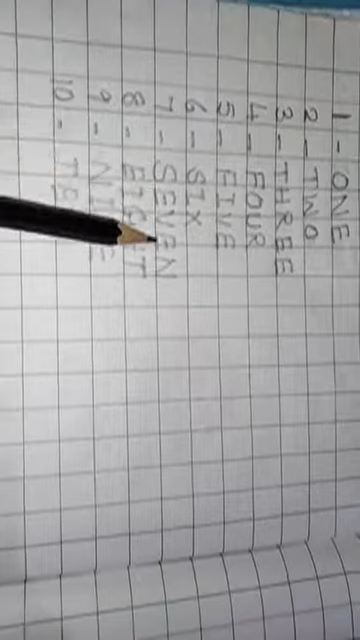 1 - ONE
2 - TWO
3 - THREE
4 - FOUR
5 - FIVE
6 - SIX
7 - SEVEN
8 - EIGHT
9 - NINE
10 - TE